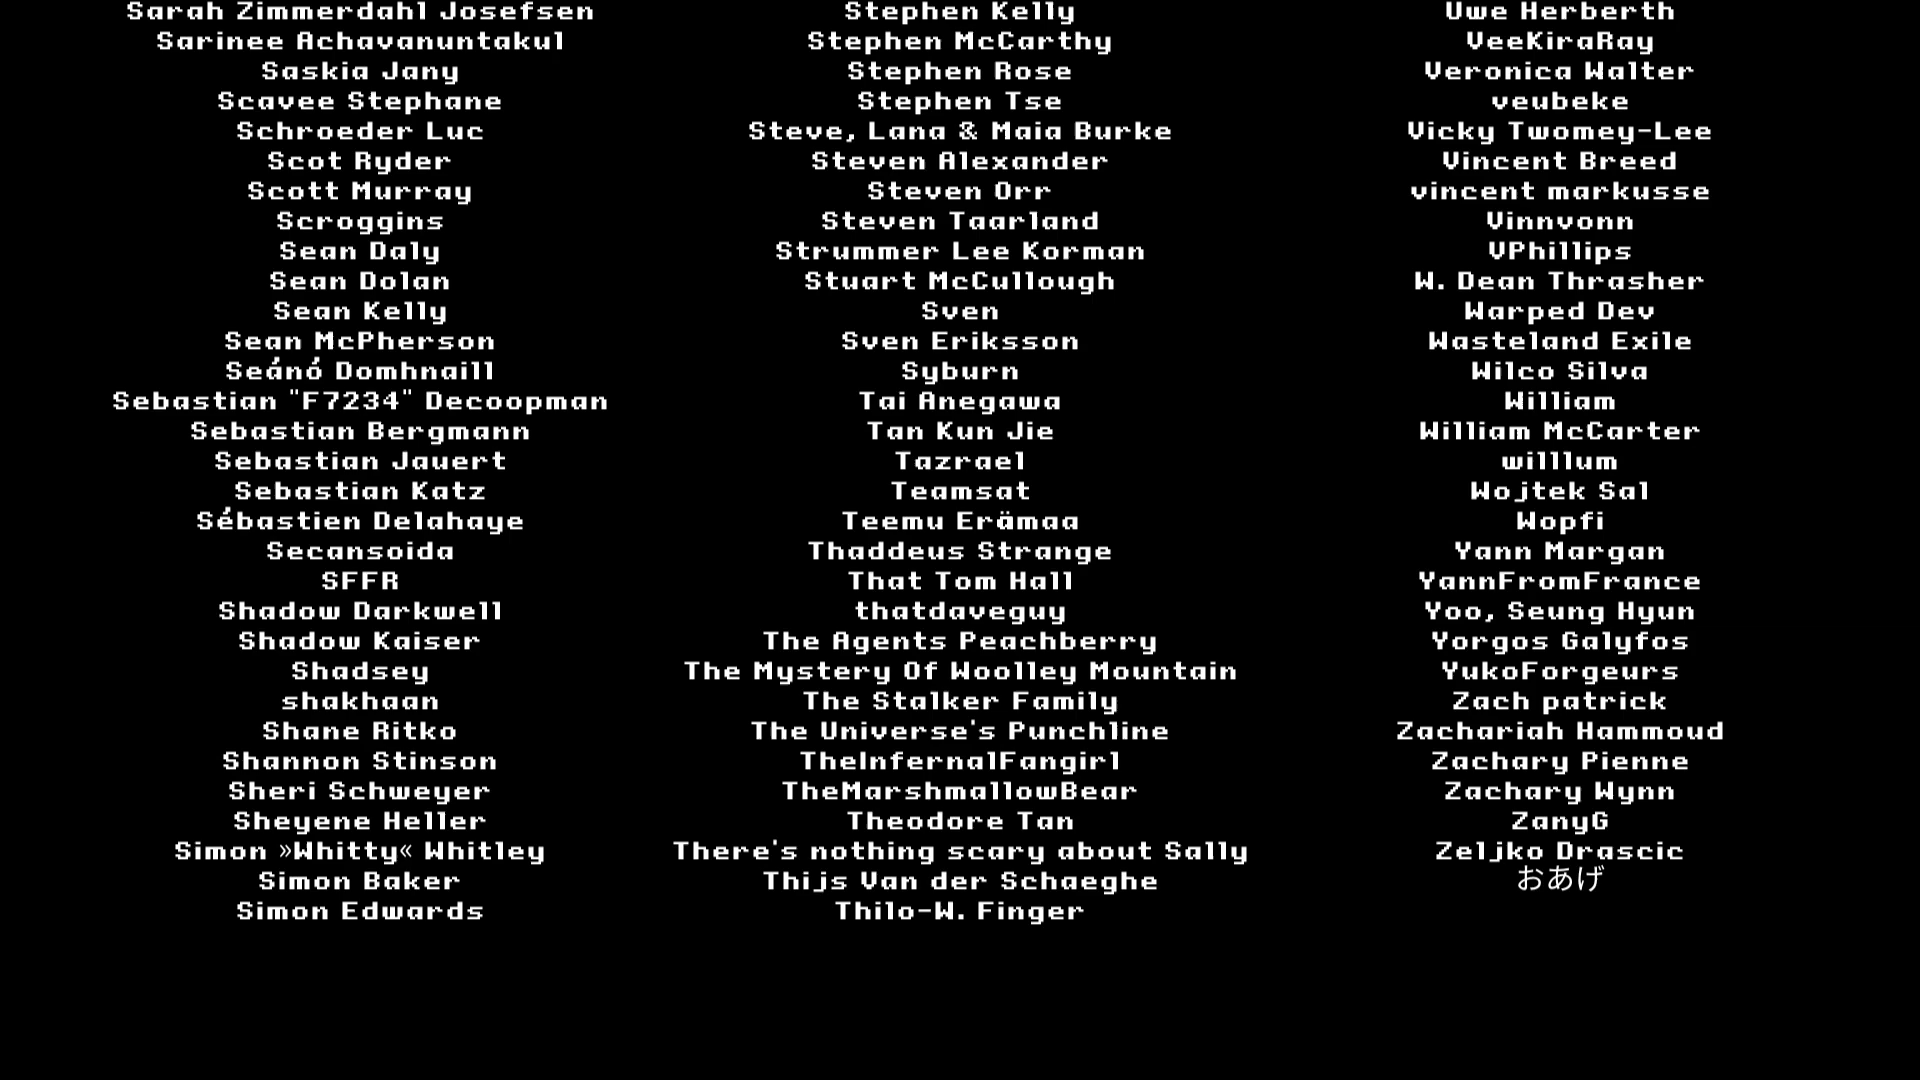 Sarah Zimmerdahl Josefsen
Sarinee Achavanuntakul
Saskia Jany
Scavee Stephane
Schroeder Luc
Scot Ryder
Scott Murray
Scroggins
Sean Daly
Sean Dolan
Sean Kelly
Sean McPherson
Seánó Domhnaill
Sebastian "F7234" Decoopman
Sebastian Bergmann
Sebastian Jauert
Sebastian Katz
Sébastien Delahaye
Secansoida
SFFR
Shadow Darkwell
Shadow Kaiser
Shadsey
shakhaan
Shane Ritko
Shannon Stinson
Sheri Schweyer
Sheyene Heller
Simon »Whitty« Whitley
Simon Baker
Simon Edwards
Stephen Kelly
Stephen McCarthy
Stephen Rose
Stephen Tse
Steve, Lana & Maia Burke
Steven Alexander
Steven Orr
Steven Taarland
Strummer Lee Korman
Stuart McCullough
Sven
Sven Eriksson
Syburn
Tai Anegawa
Tan Kun Jie
Tazrael
Teamsat
Teemu Erämaa
Thaddeus Strange
That Tom Hall
thatdaveguy
The Agents Peachberry
The Mystery Of Woolley Mountain
The Stalker Family
The Universe's Punchline
TheInfernalFangirl
TheMarshmallowBear
Theodore Tan
There's nothing scary about Sally
Thijs Van der Schaeghe
Thilo-W. Finger
Uwe Herberth
VeeKiraRay
Veronica Walter
veubeke
Vicky Twomey-Lee
Vincent Breed
vincent markusse
Vinnvonn
VPhillips
W. Dean Thrasher
Warped Dev
Wasteland Exile
Wilco Silva
William
William McCarter
willlum
Wojtek Sal
Wopfi
Yann Margan
YannFromFrance
Yoo, Seung Hyun
Yorgos Galyfos
YukoForgeurs
Zach patrick
Zachariah Hammoud
Zachary Pienne
Zachary Wynn
ZanyG
Zeljko Drascic
おあげ